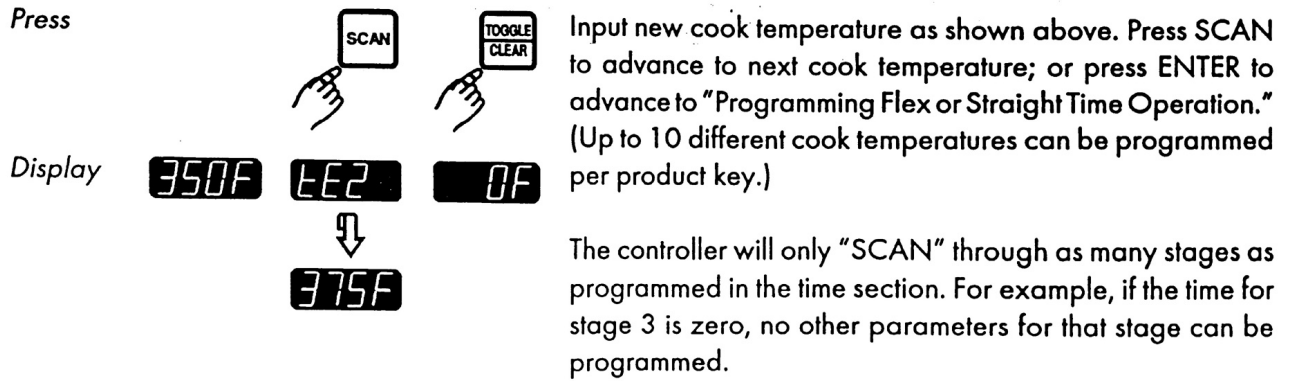 Press
SCAN
TOGGLE
CLEAR
Input new cook temperature as shown above. Press SCAN
to advance to next cook temperature; or press ENTER to
advance to "Programming Flex or Straight Time Operation."
(Up to 10 different cook temperatures can be programmed
per product key.)
Display
350F
tE2
0F
375F
The controller will only "SCAN" through as many stages as
programmed in the time section. For example, if the time for
stage 3 is zero, no other parameters for that stage can be
programmed.